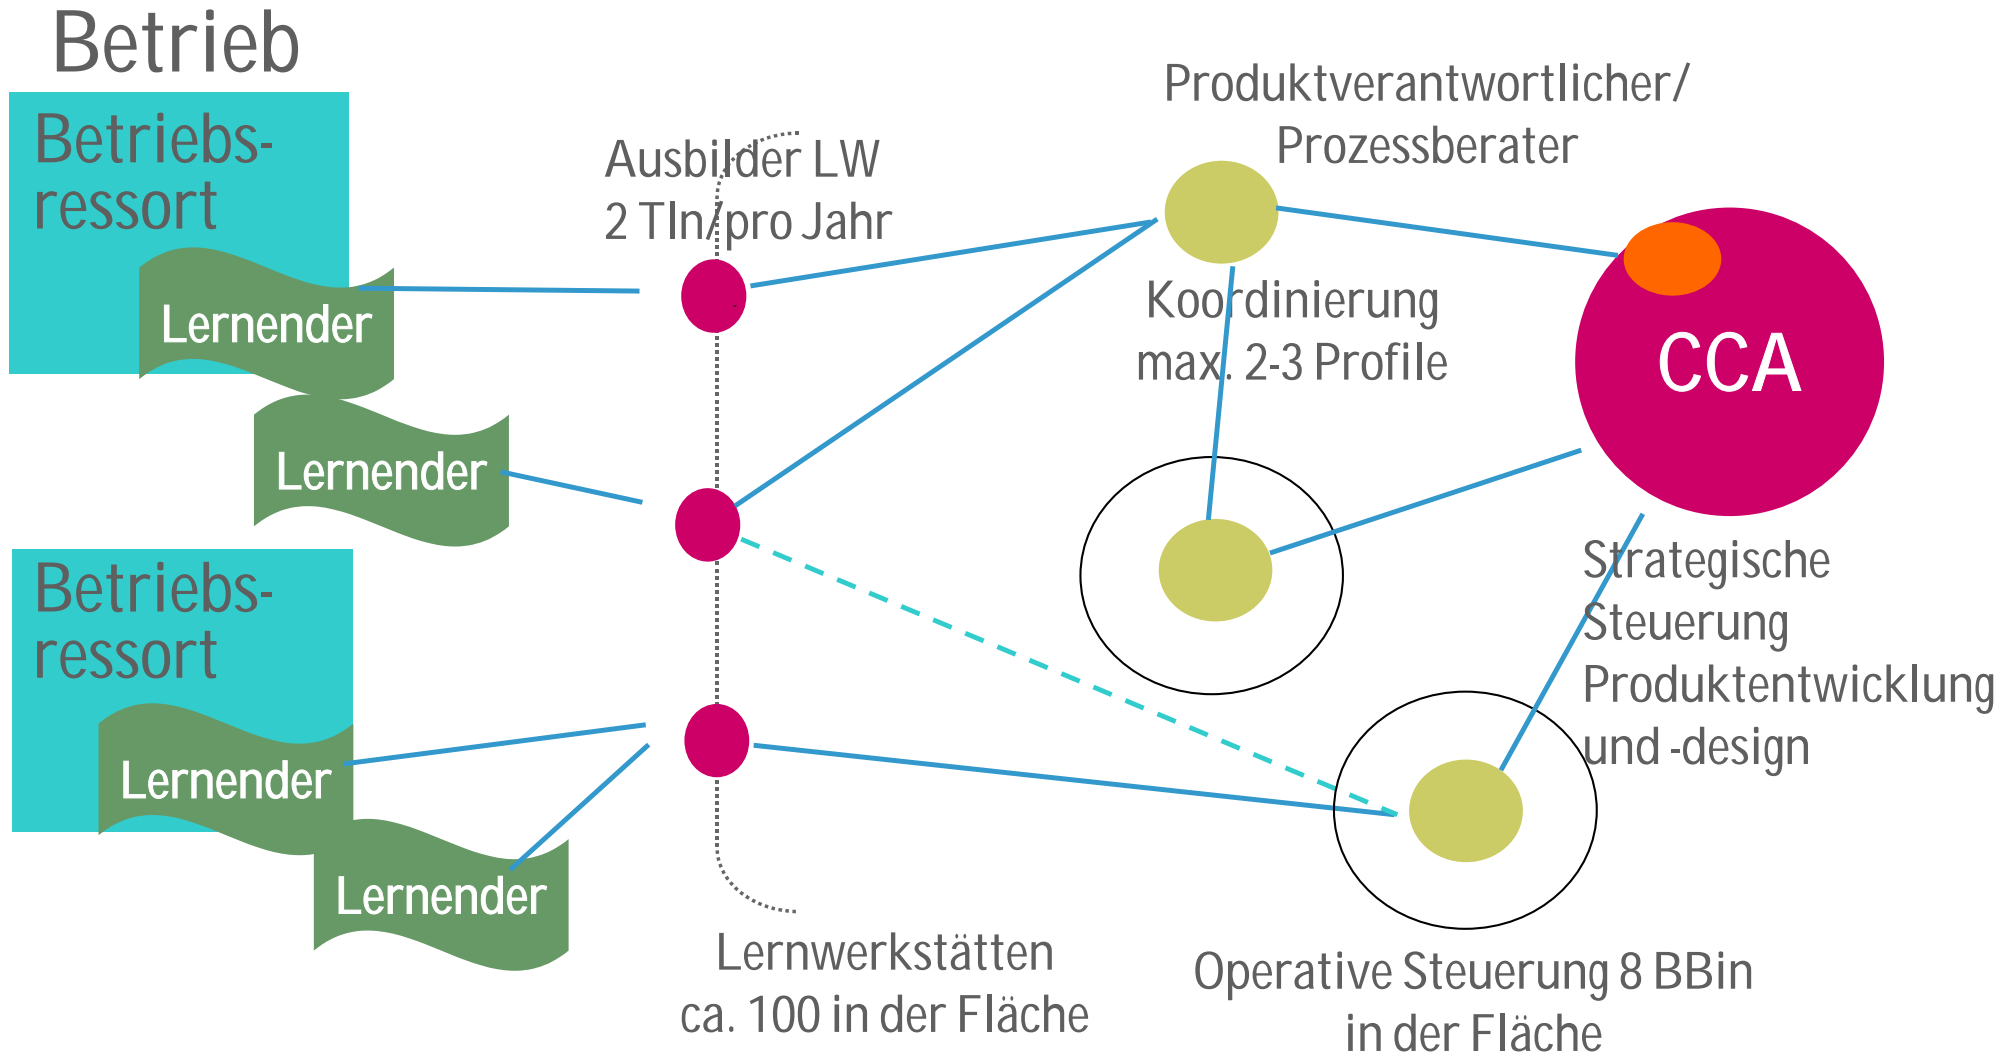 Betrieb
Betriebs-
ressort
Lernender
Lernender
Betriebs-
ressort
Lernender
Lernender
Ausbilder LW
2 Tln/pro Jahr
Lernwerkstätten
ca. 100 in der Fläche
Produktverantwortlicher/
Prozessberater
Koordinierung
max. 2-3 Profile
CCA
Strategische
Steuerung
Produktentwicklung
und -design
Operative Steuerung 8 BBin
in der Fläche